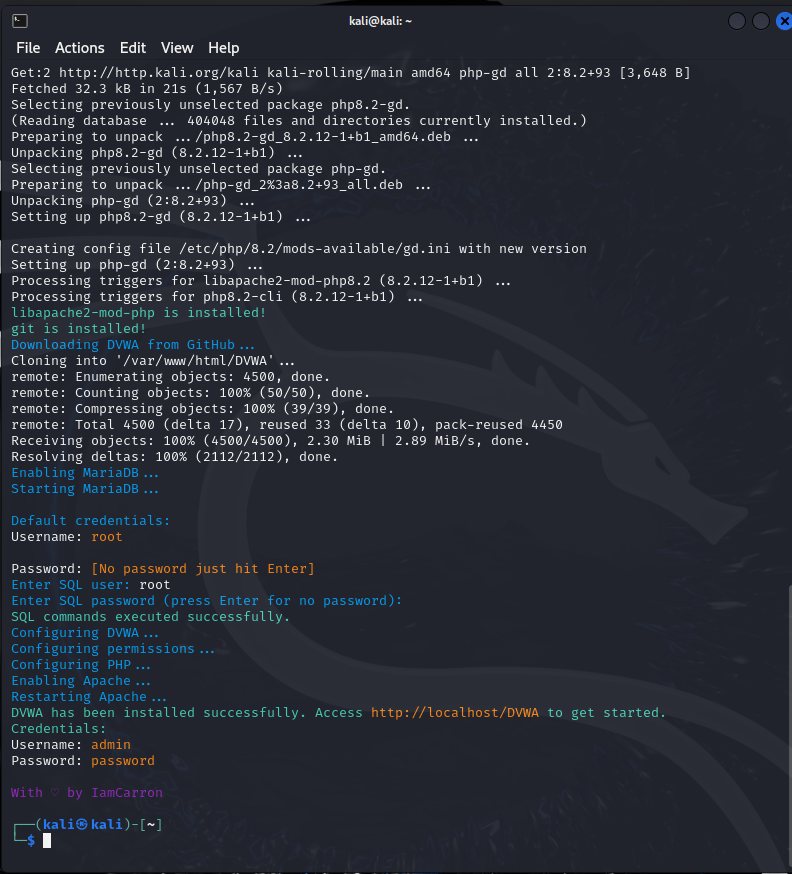 kali@kali: ~
File Actions Edit View Help
Get:2 http://http.kali.org/kali kali-rolling/main amd64 php-gd all 2:8.2+93 [3,648 B]
Fetched 32.3 kB in 21s (1,567 B/s)
Selecting previously unselected package php8.2-gd.
(Reading database ... 404048 files and directories currently installed.)
Preparing to unpack .../php8.2-gd_8.2.12-1+b1_amd64.deb ...
Unpacking php8.2-gd (8.2.12-1+b1) ...
Selecting previously unselected package php-gd.
Preparing to unpack .../php-gd_2%3a8.2+93_all.deb ...
Unpacking php-gd (2:8.2+93) ...
Setting up php8.2-gd (8.2.12-1+b1) ...
Creating config file /etc/php/8.2/mods-available/gd.ini with new version
Setting up php-gd (2:8.2+93) ...
Processing triggers for libapache2-mod-php8.2 (8.2.12-1+b1) ...
Processing triggers for php8.2-cli (8.2.12-1+b1) ...
libapache2-mod-php is installed!
git is installed!
Downloading DVWA from GitHub...
Cloning into '/var/www/html/DVWA'...
remote: Enumerating objects: 4500, done.
remote: Counting objects: 100% (50/50), done.
remote: Compressing objects: 100% (39/39), done.
remote: Total 4500 (delta 17), reused 33 (delta 10), pack-reused 4450
Receiving objects: 100% (4500/4500), 2.30 MiB | 2.89 MiB/s, done.
Resolving deltas: 100% (2112/2112), done.
Enabling MariaDB...
Starting MariaDB...
Default credentials:
Username: root
Password: [No password just hit Enter]
Enter SQL user: root
Enter SQL password (press Enter for no password):
SQL commands executed successfully.
Configuring DVWA...
Configuring permissions...
Configuring PHP...
Enabling Apache...
Restarting Apache...
DVWA has been installed successfully. Access http://localhost/DVWA to get started.
Credentials:
Username: admin
Password: password
With ♡ by IamCarron
┌──(kali㉿kali)-[~]
└─$